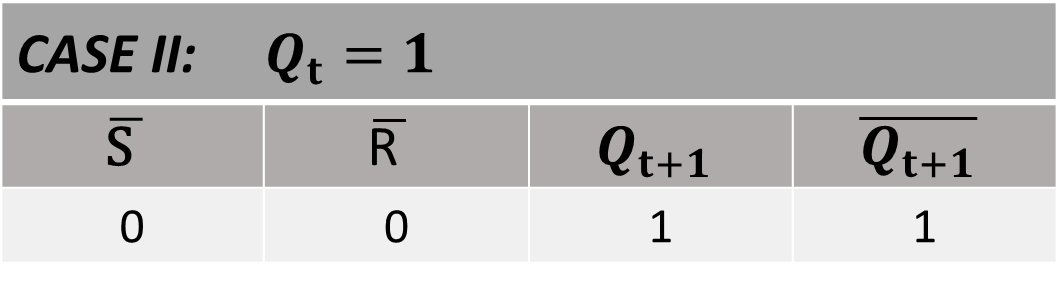 CASE II: Qₜ = 1
S̅ R̅ Qₜ₊₁ Q̅ₜ₊₁
0 0 1 1